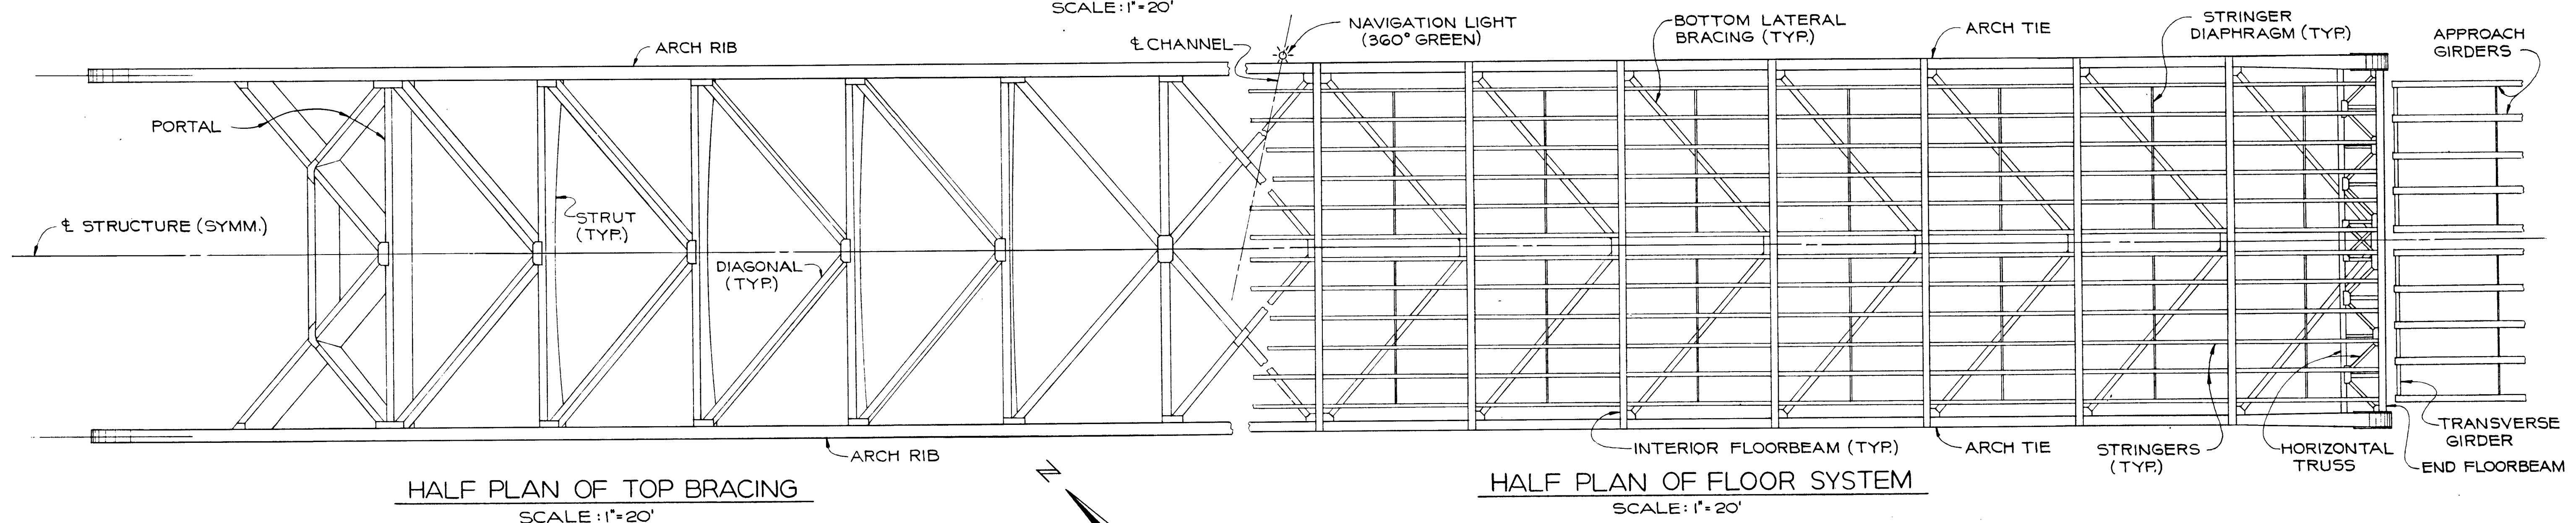 SCALE: 1"=20'
ARCH RIB
℄ CHANNEL
NAVIGATION LIGHT
(360° GREEN)
BOTTOM LATERAL
BRACING (TYP.)
ARCH TIE
STRINGER
DIAPHRAGM (TYP.)
APPROACH
GIRDERS
PORTAL
℄ STRUCTURE (SYMM.)
STRUT
(TYP.)
DIAGONAL
(TYP.)
ARCH RIB
INTERIOR FLOORBEAM (TYP.)
ARCH TIE
STRINGERS
(TYP.)
HORIZONTAL
TRUSS
TRANSVERSE
GIRDER
END FLOORBEAM
N
HALF PLAN OF TOP BRACING
SCALE: 1"=20'
HALF PLAN OF FLOOR SYSTEM
SCALE: 1"=20'